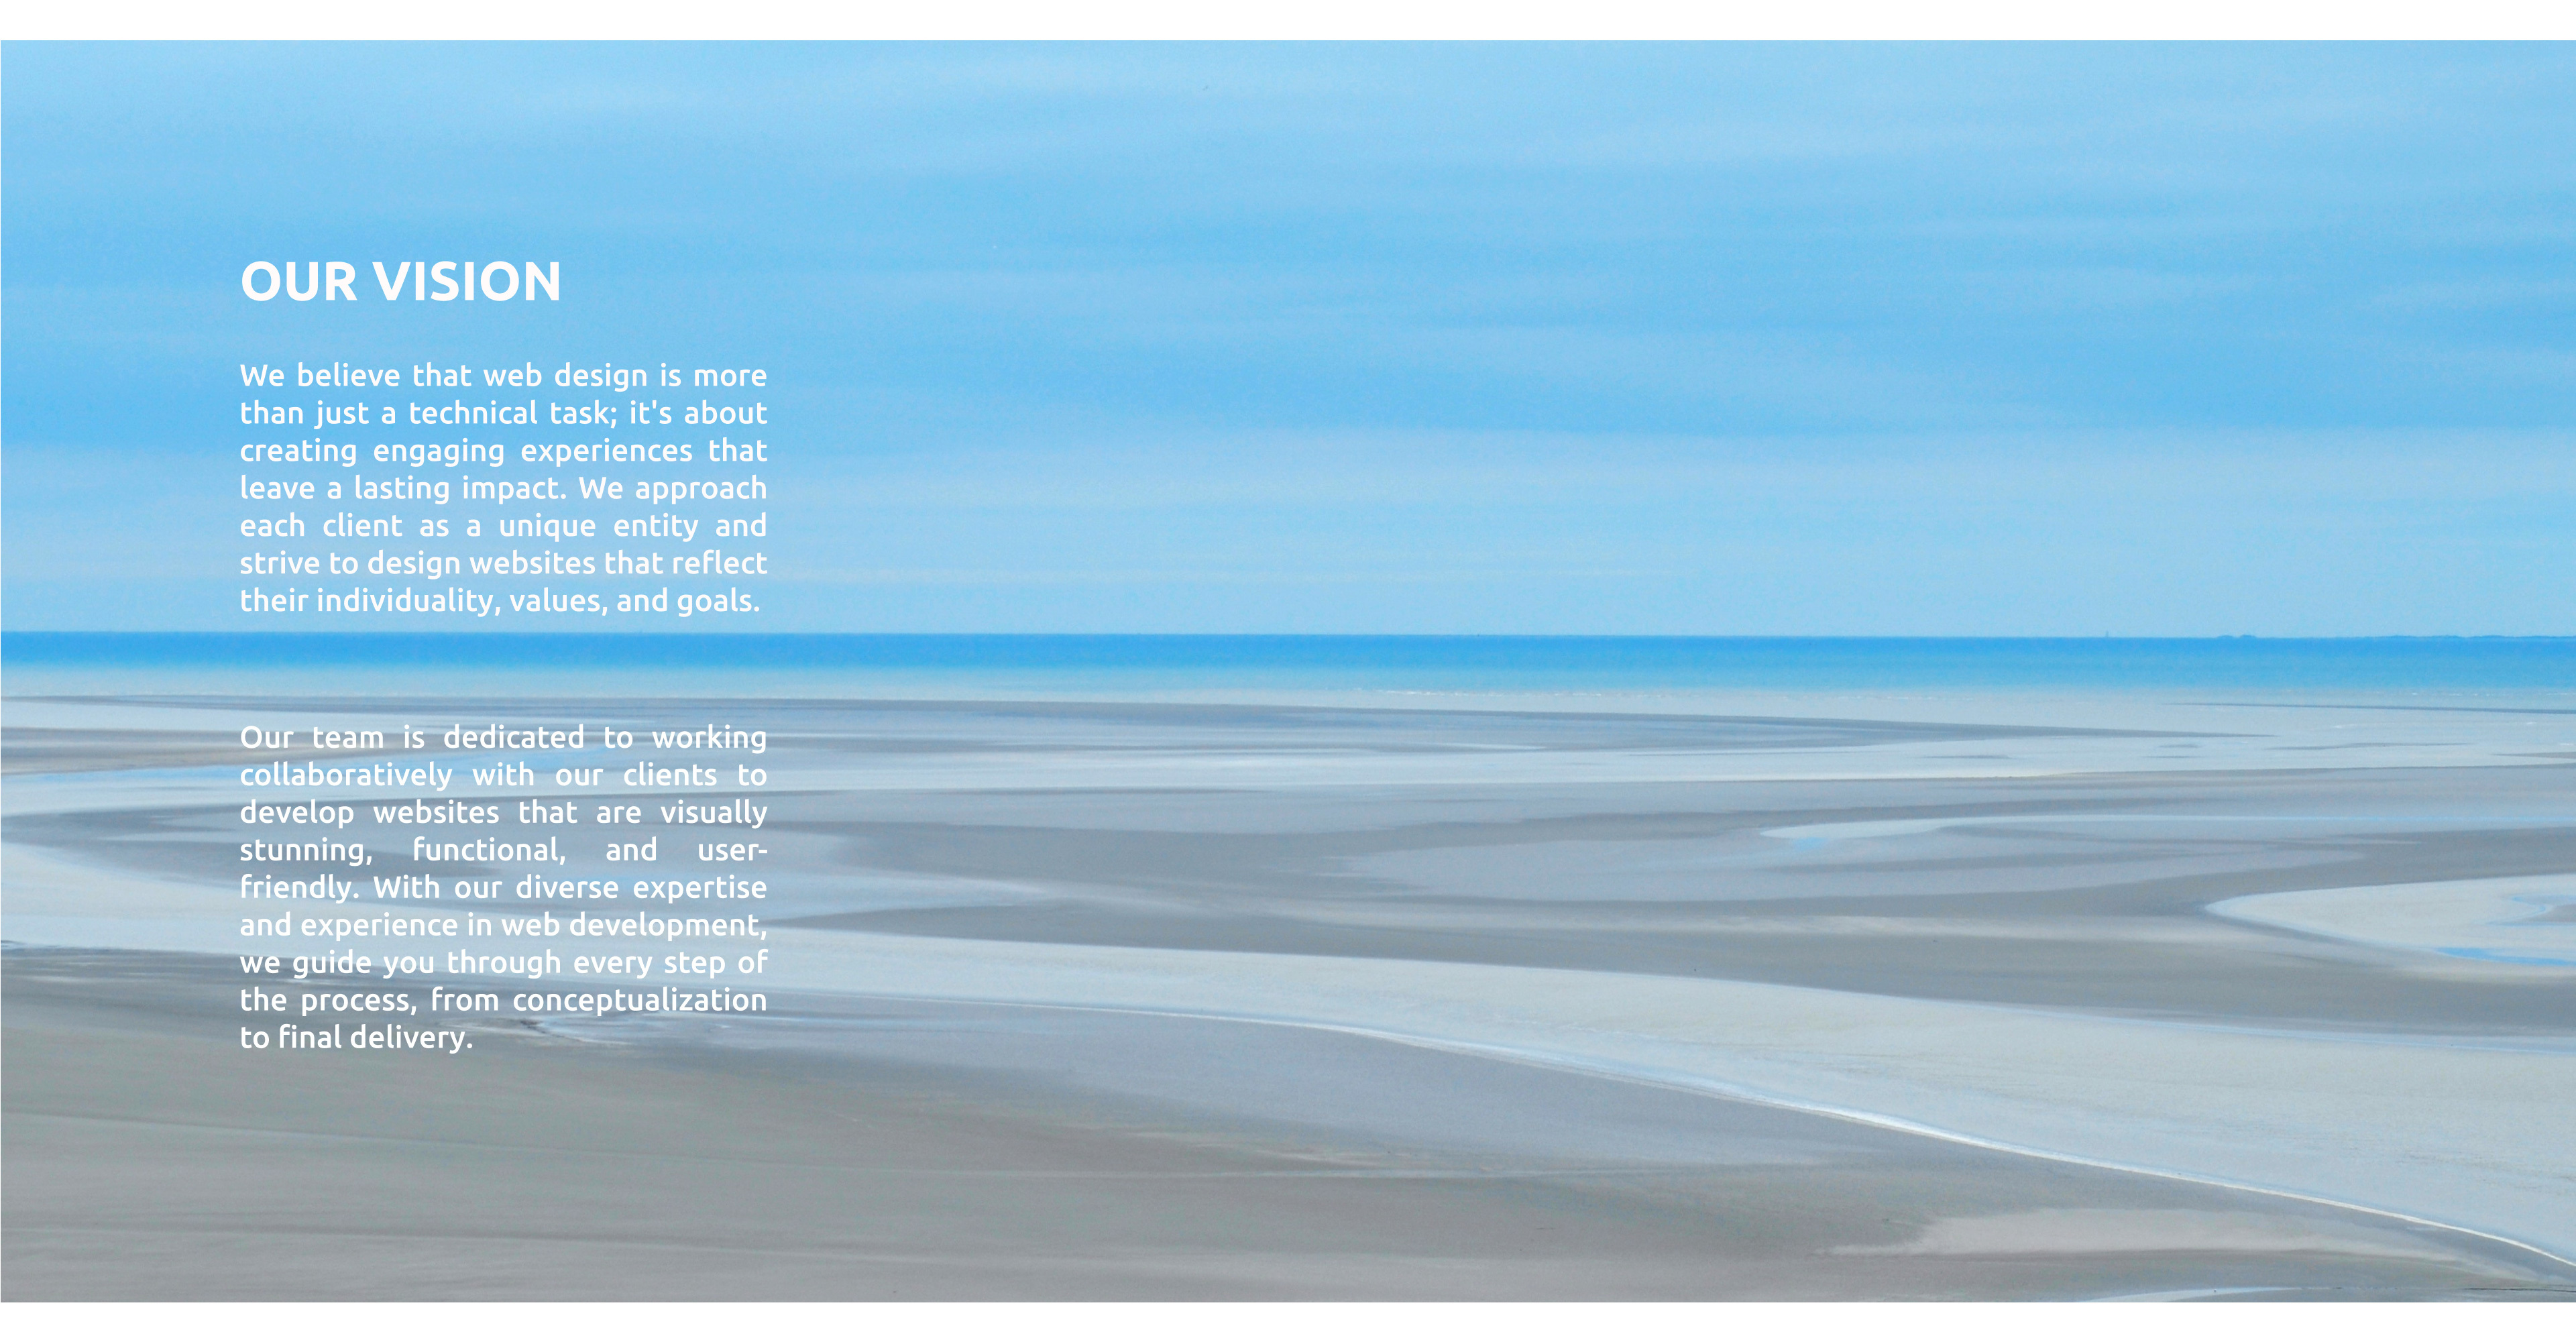 OUR VISION
We believe that web design is more
than just a technical task; it's about
creating engaging experiences that
leave a lasting impact. We approach
each client as a unique entity and
strive to design websites that reflect
their individuality, values, and goals.
Our team is dedicated to working
collaboratively with our clients to
develop websites that are visually
stunning, functional, and user-
friendly. With our diverse expertise
and experience in web development,
we guide you through every step of
the process, from conceptualization
to final delivery.